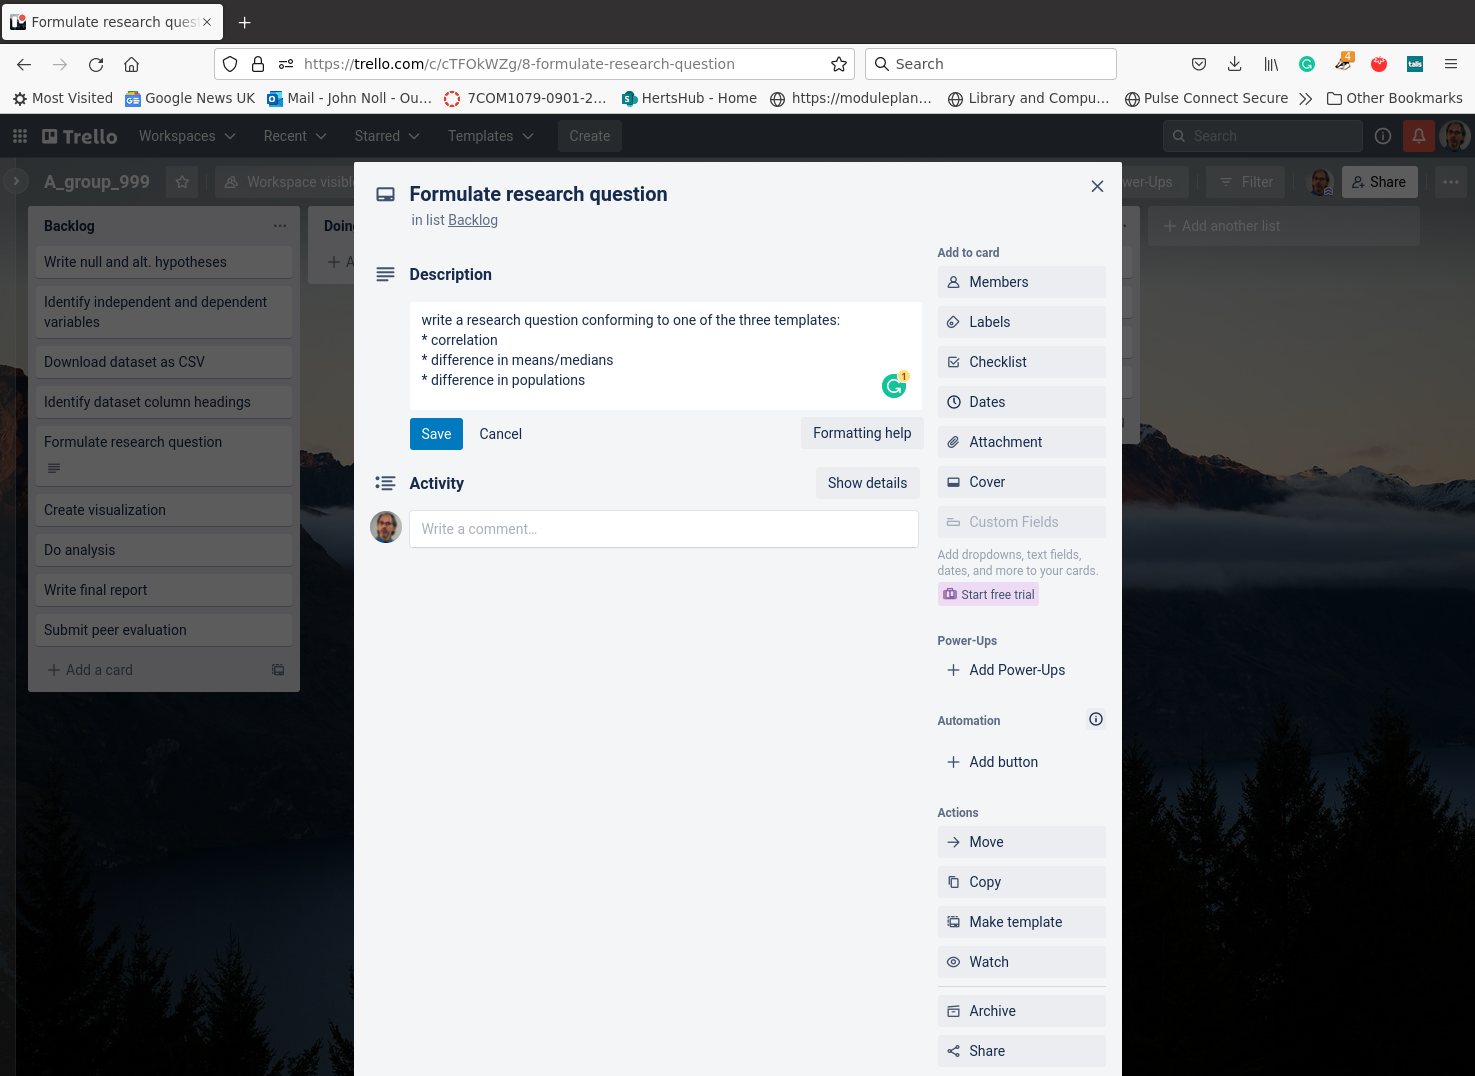 Formulate research quest
https://trello.com/c/cTFOkWZg/8-formulate-research-question
Search
4
tails
Most Visited
Google News UK
Mail - John Noll - Ou…
7COM1079-0901-2…
HertsHub - Home
https://moduleplan…
Library and Compu…
Pulse Connect Secure
Other Bookmarks
Trello
Workspaces
Recent
Starred
Templates
Create
Search
A_group_999
Workspace visible
wer-Ups
Filter
Share
Backlog
Write null and alt. hypotheses
Identify independent and dependent
variables
Download dataset as CSV
Identify dataset column headings
Formulate research question
Create visualization
Do analysis
Write final report
Submit peer evaluation
+ Add a card
Doin
+ A
+ Add another list
Formulate research question
in list Backlog
Description
write a research question conforming to one of the three templates:
* correlation
* difference in means/medians
* difference in populations
1
Save
Cancel
Formatting help
Activity
Show details
Write a comment…
Add to card
Members
Labels
Checklist
Dates
Attachment
Cover
Custom Fields
Add dropdowns, text fields,
dates, and more to your cards.
Start free trial
Power-Ups
+ Add Power-Ups
Automation
+ Add button
Actions
Move
Copy
Make template
Watch
Archive
Share